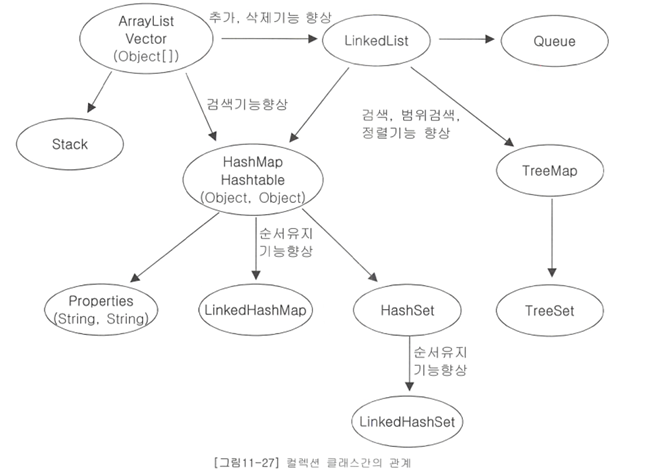 ArrayList
Vector
(Object[])
추가, 삭제기능 향상
LinkedList
Queue
Stack
검색기능향상
검색, 범위검색,
정렬기능 향상
HashMap
Hashtable
(Object, Object)
TreeMap
순서유지
기능향상
Properties
(String, String)
LinkedHashMap
HashSet
TreeSet
순서유지
기능향상
LinkedHashSet
[그림11-27] 컬렉션 클래스간의 관계